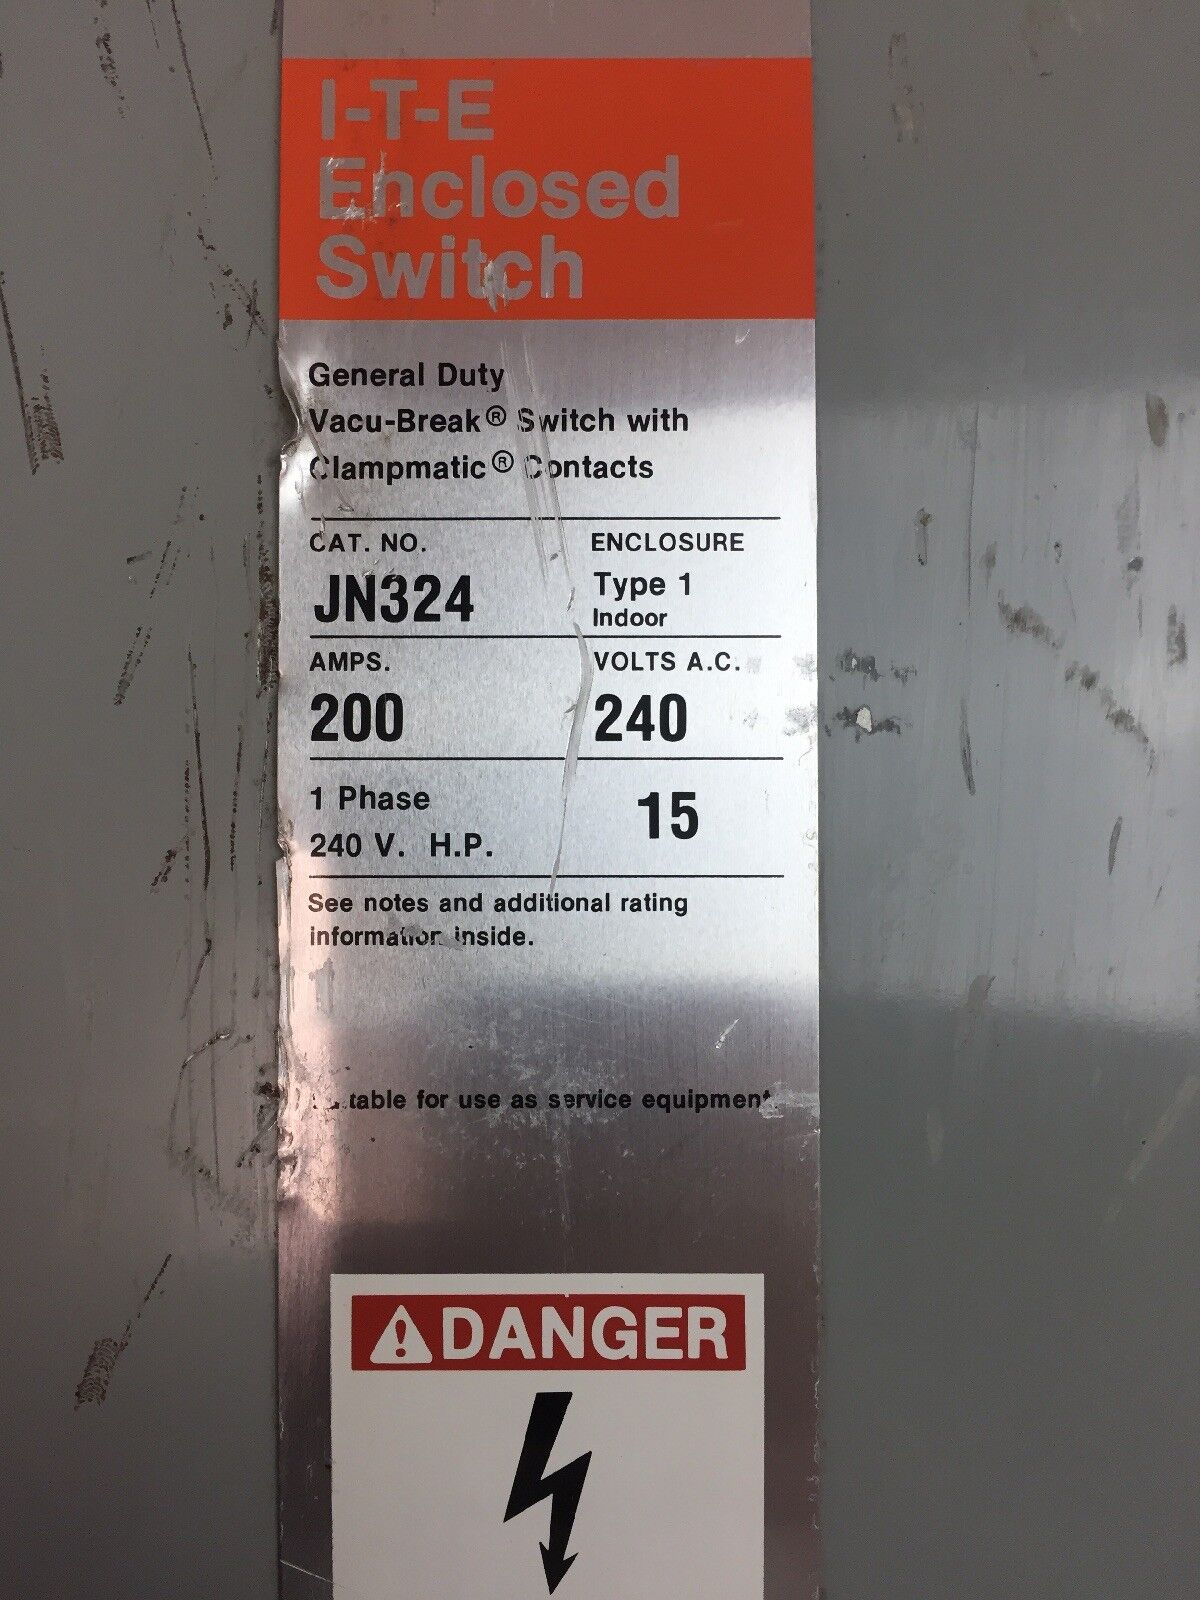 I-T-E
Enclosed
Switch
General Duty
Vacu-Break® Switch with
Clampmatic® Contacts
CAT. NO. ENCLOSURE
JN324 Type 1
Indoor
AMPS. VOLTS A.C.
200 240
1 Phase
240 V. H.P. 15
See notes and additional rating
information inside.
Suitable for use as service equipment
DANGER